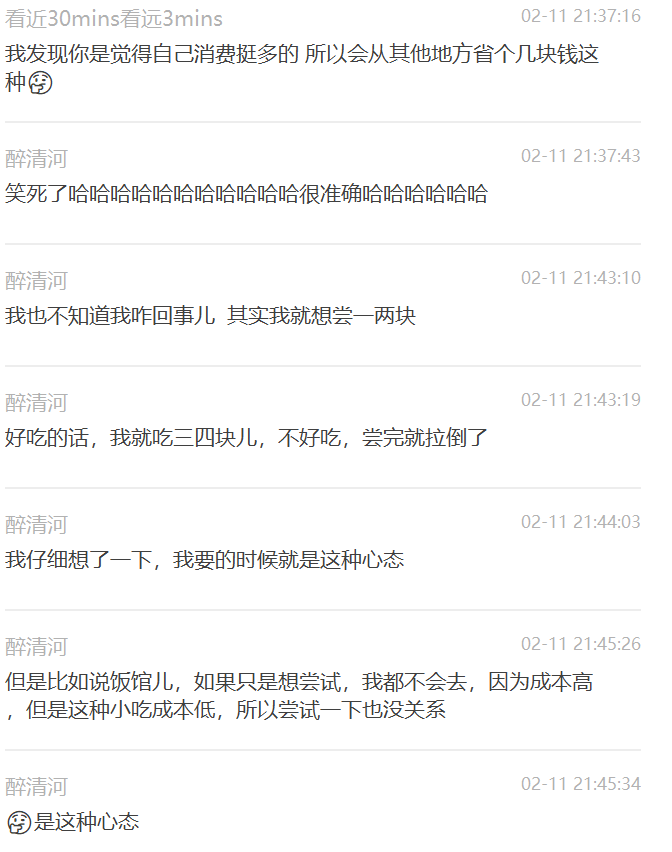 看近30mins看远3mins 02-11 21:37:16
我发现你是觉得自己消费挺多的 所以会从其他地方省个几块钱这
种🤔
醉清河 02-11 21:37:43
笑死了哈哈哈哈哈哈哈哈哈哈哈很准确哈哈哈哈哈哈
醉清河 02-11 21:43:10
我也不知道我咋回事儿 其实我就想尝一两块
醉清河 02-11 21:43:19
好吃的话，我就吃三四块儿，不好吃，尝完就拉倒了
醉清河 02-11 21:44:03
我仔细想了一下，我要的时候就是这种心态
醉清河 02-11 21:45:26
但是比如说饭馆儿，如果只是想尝试，我都不会去，因为成本高
，但是这种小吃成本低，所以尝试一下也没关系
醉清河 02-11 21:45:34
🤔是这种心态